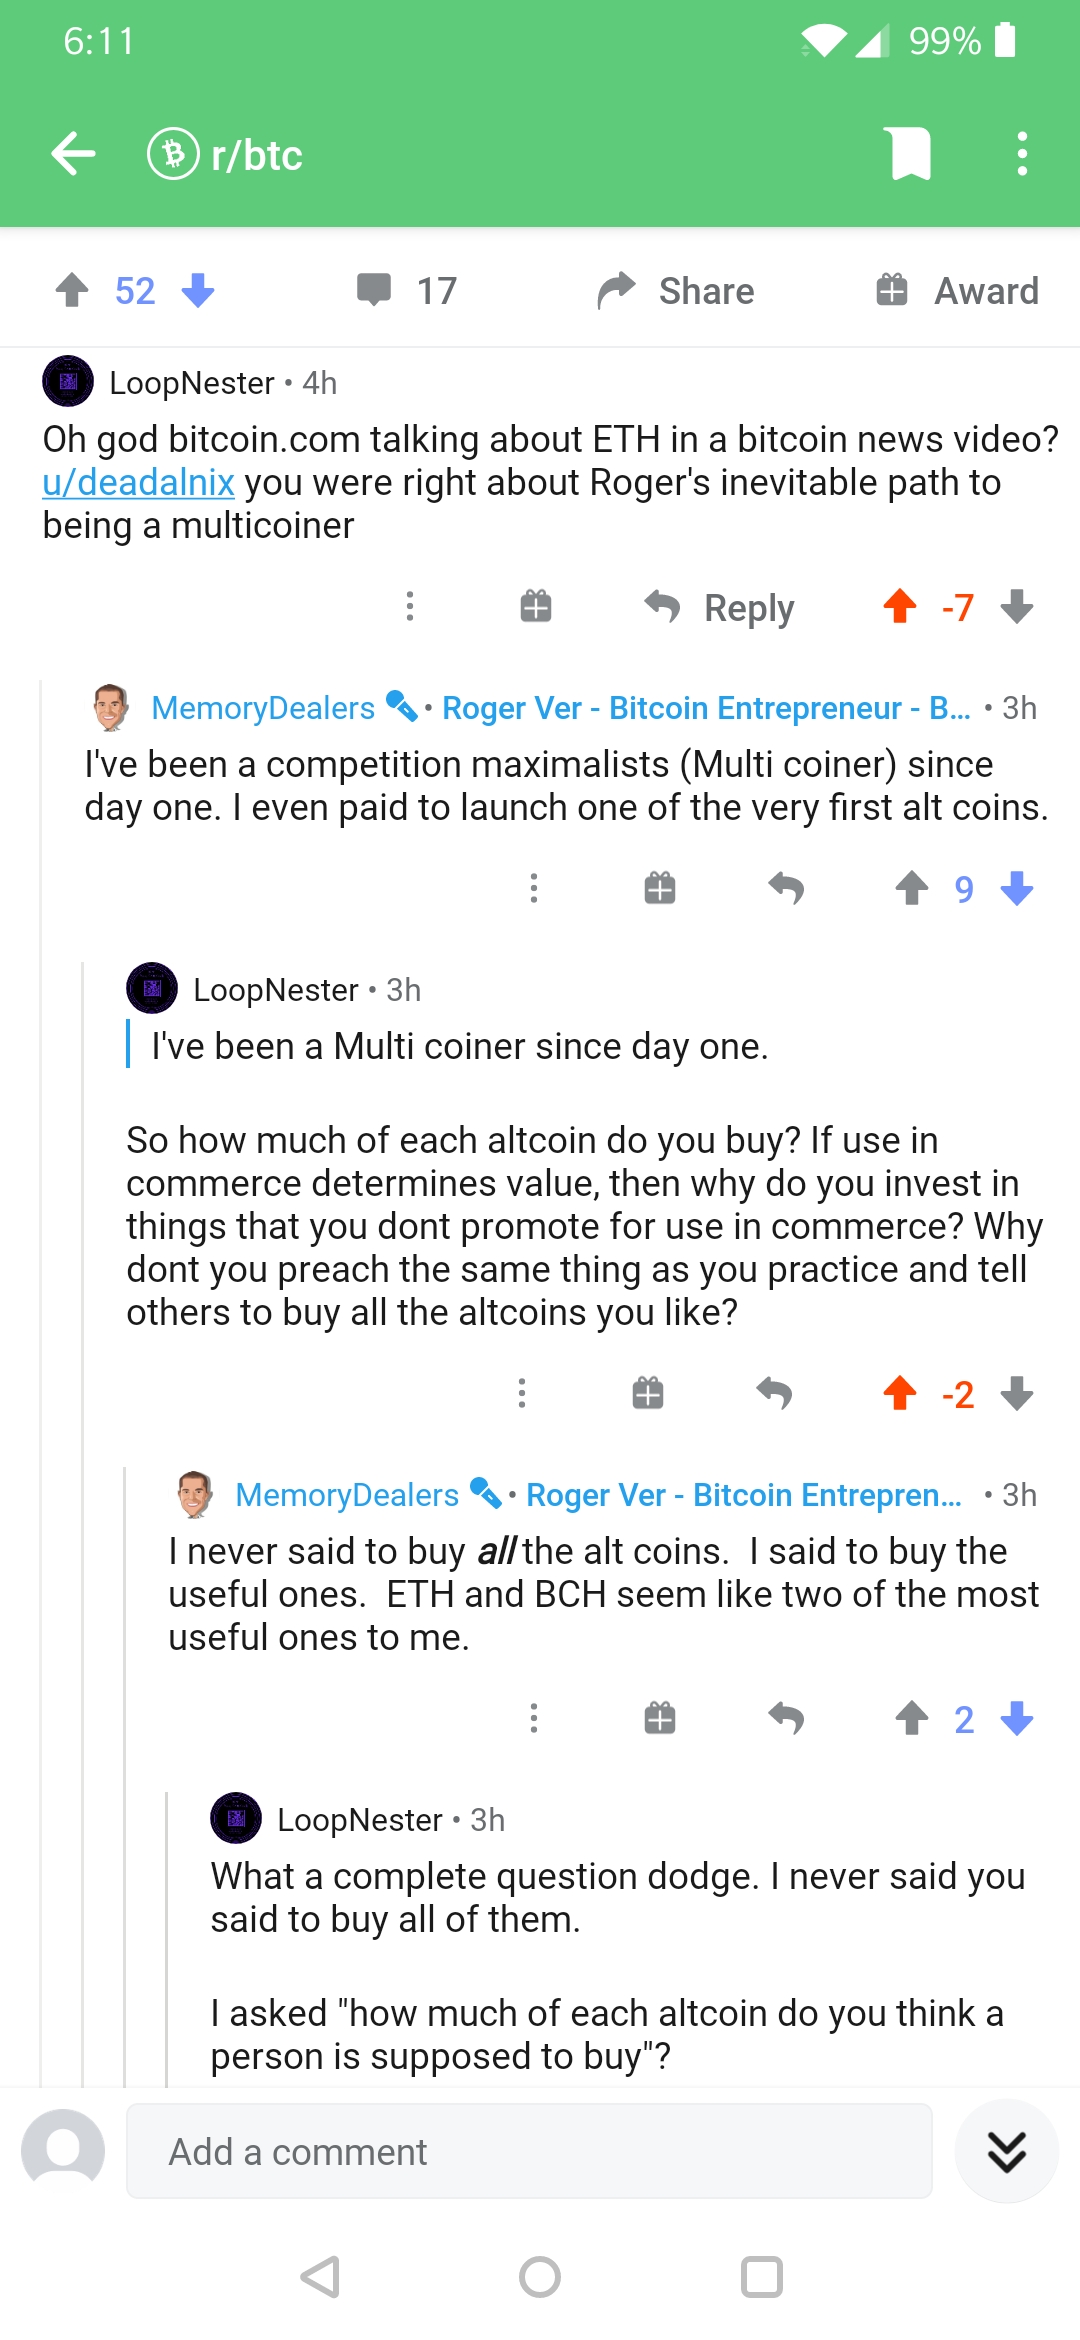 6:11
99%
r/btc
52
17
Share
Award
LoopNester • 4h
Oh god bitcoin.com talking about ETH in a bitcoin news video?
u/deadalnix you were right about Roger's inevitable path to
being a multicoiner
Reply
-7
MemoryDealers • Roger Ver - Bitcoin Entrepreneur - B... • 3h
I've been a competition maximalists (Multi coiner) since
day one. I even paid to launch one of the very first alt coins.
9
LoopNester • 3h
I've been a Multi coiner since day one.
So how much of each altcoin do you buy? If use in
commerce determines value, then why do you invest in
things that you dont promote for use in commerce? Why
dont you preach the same thing as you practice and tell
others to buy all the altcoins you like?
-2
MemoryDealers • Roger Ver - Bitcoin Entrepren... • 3h
I never said to buy all the alt coins.  I said to buy the
useful ones.  ETH and BCH seem like two of the most
useful ones to me.
2
LoopNester • 3h
What a complete question dodge. I never said you
said to buy all of them.
I asked "how much of each altcoin do you think a
person is supposed to buy"?
Add a comment